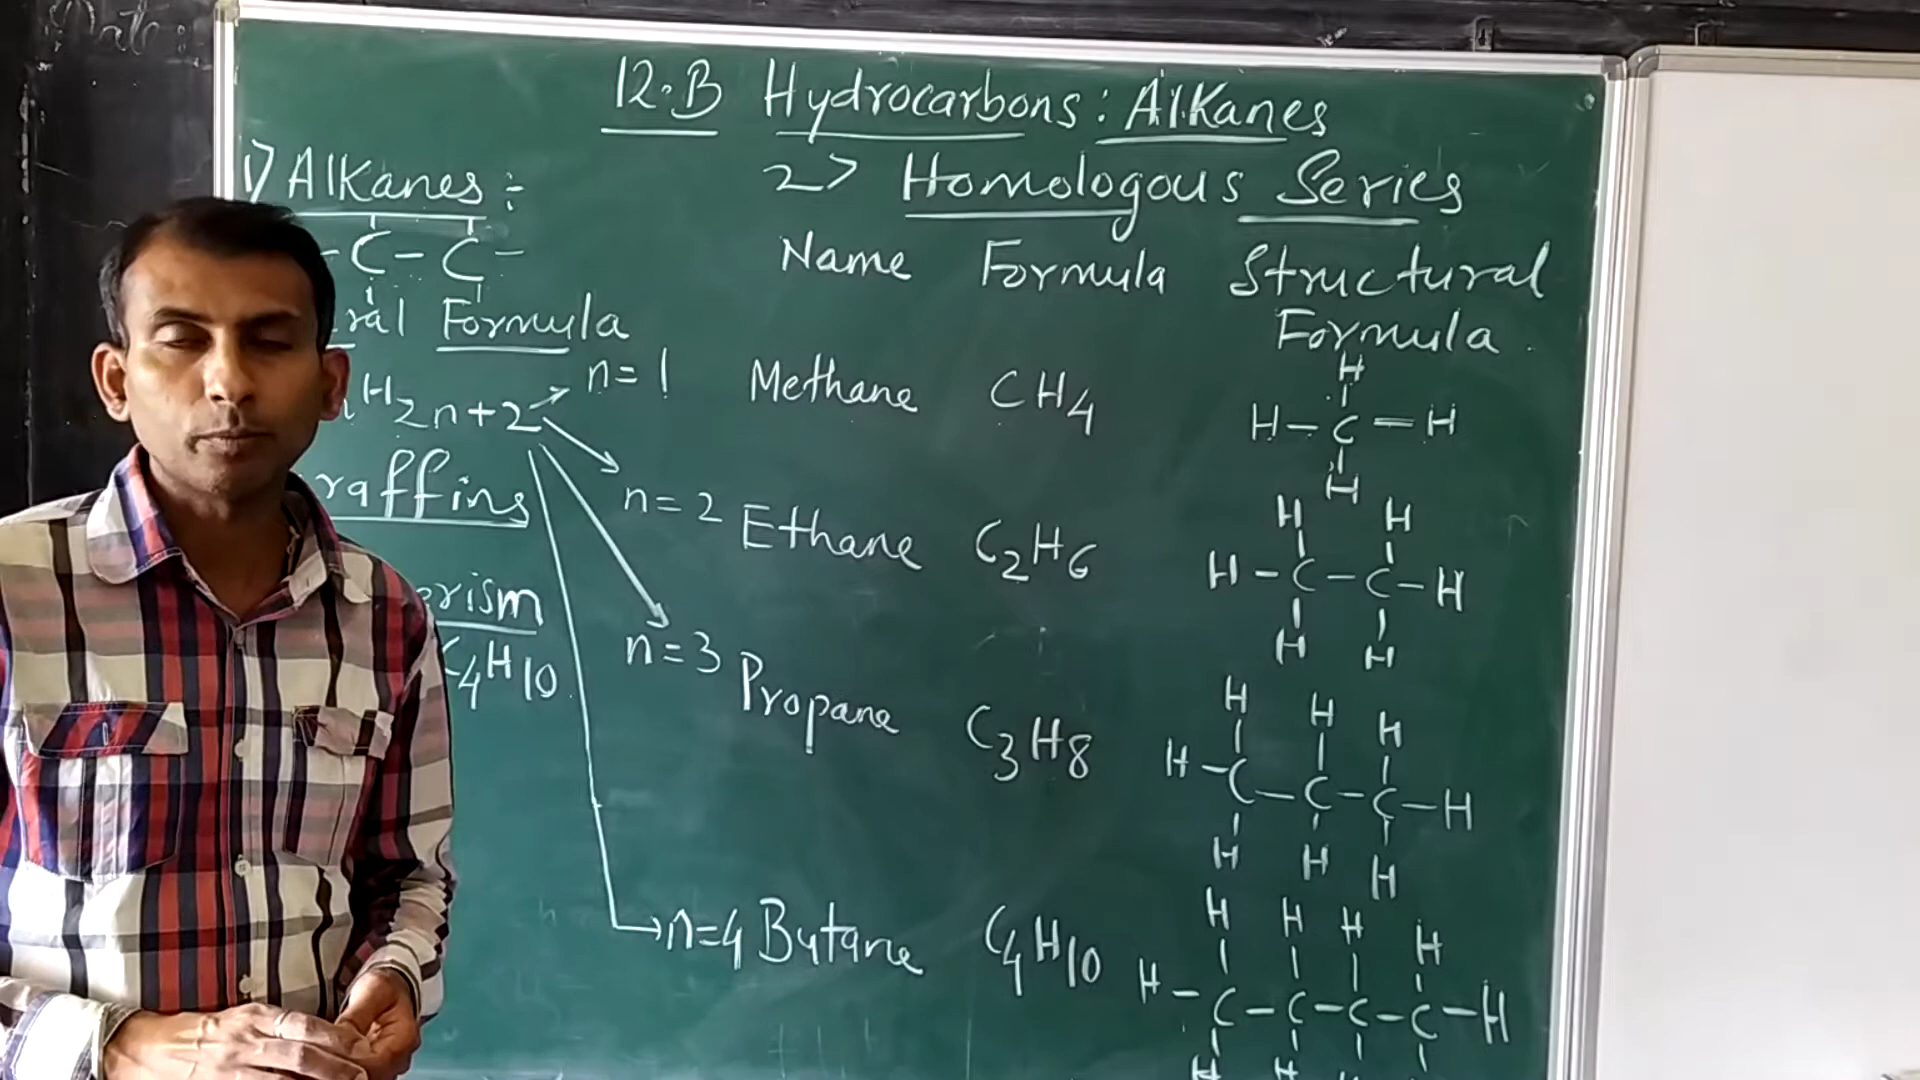 12.B Hydrocarbons: Alkanes
1) Alkanes:
-C-C-
ral Formula
H2n+2
raffins
erism
C4H10
2> Homologous Series
Name Formula Structural
Formula
n=1 Methane CH4
H
H-C=H
H
n=2 Ethane C2H6
H H
H-C-C-H
H H
n=3 Propane C3H8
H H H
H-C-C-C-H
H H H
n=4 Butane C4H10
H H H H
H-C-C-C-C-H
H H